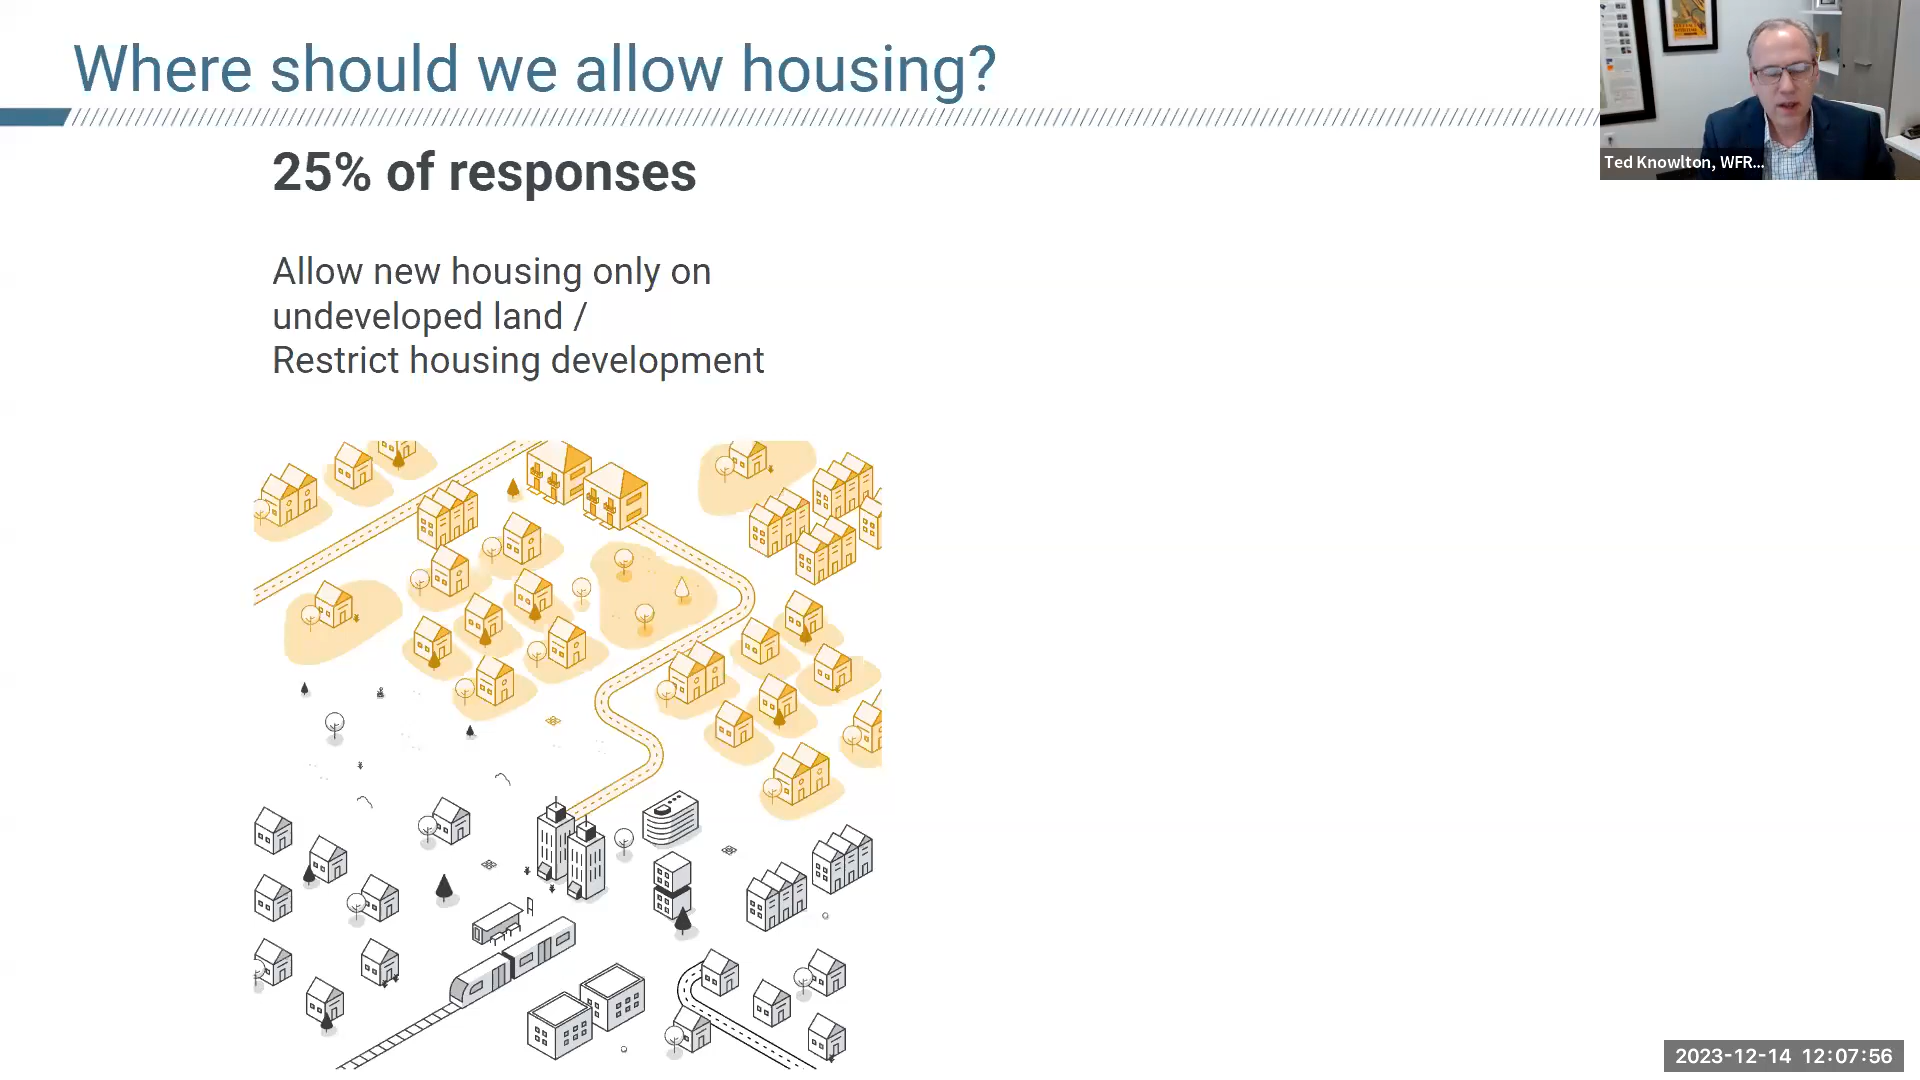 Where should we allow housing?
25% of responses
Allow new housing only on
undeveloped land /
Restrict housing development
Ted Knowlton, WFR...
2023-12-14 12:07:56